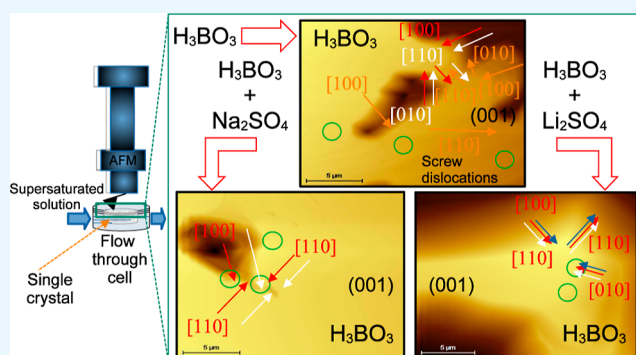 H₃BO₃
H₃BO₃
+
Na₂SO₄
AFM
Supersaturated
solution
Flow
through
cell
Single
crystal
H₃BO₃
[100]
[110]
[010]
[100]
[100]
[010]
(001)
[110]
Screw
dislocations
5 µm
H₃BO₃
+
Li₂SO₄
[100]
[110]
(001)
[110]
H₃BO₃
5 µm
[100]
[110]
[110]
(001)
[010]
H₃BO₃
5 µm